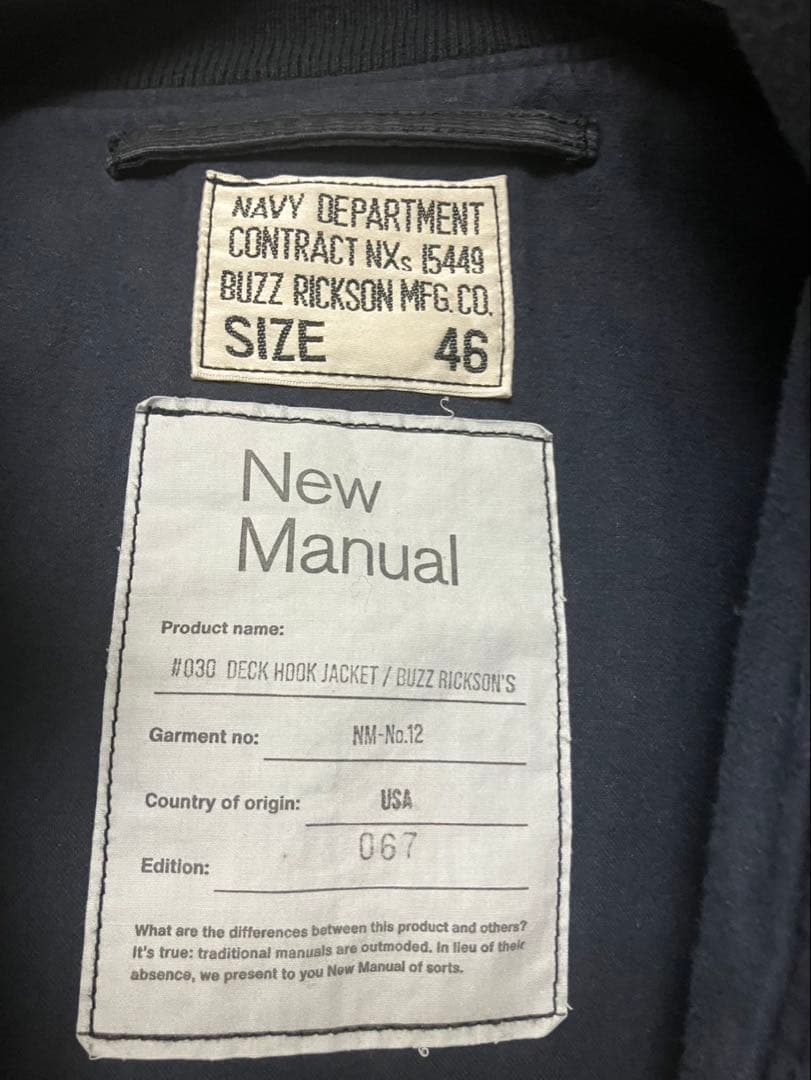 NAVY DEPARTMENT
CONTRACT NXs 15449
BUZZ RICKSON MFG. CO.
SIZE 46
New
Manual
Product name:
#030 DECK HOOK JACKET / BUZZ RICKSON'S
Garment no: NM-No.12
Country of origin: USA
Edition: 067
What are the differences between this product and others?
It's true: traditional manuals are outmoded. In lieu of their
absence, we present to you New Manual of sorts.